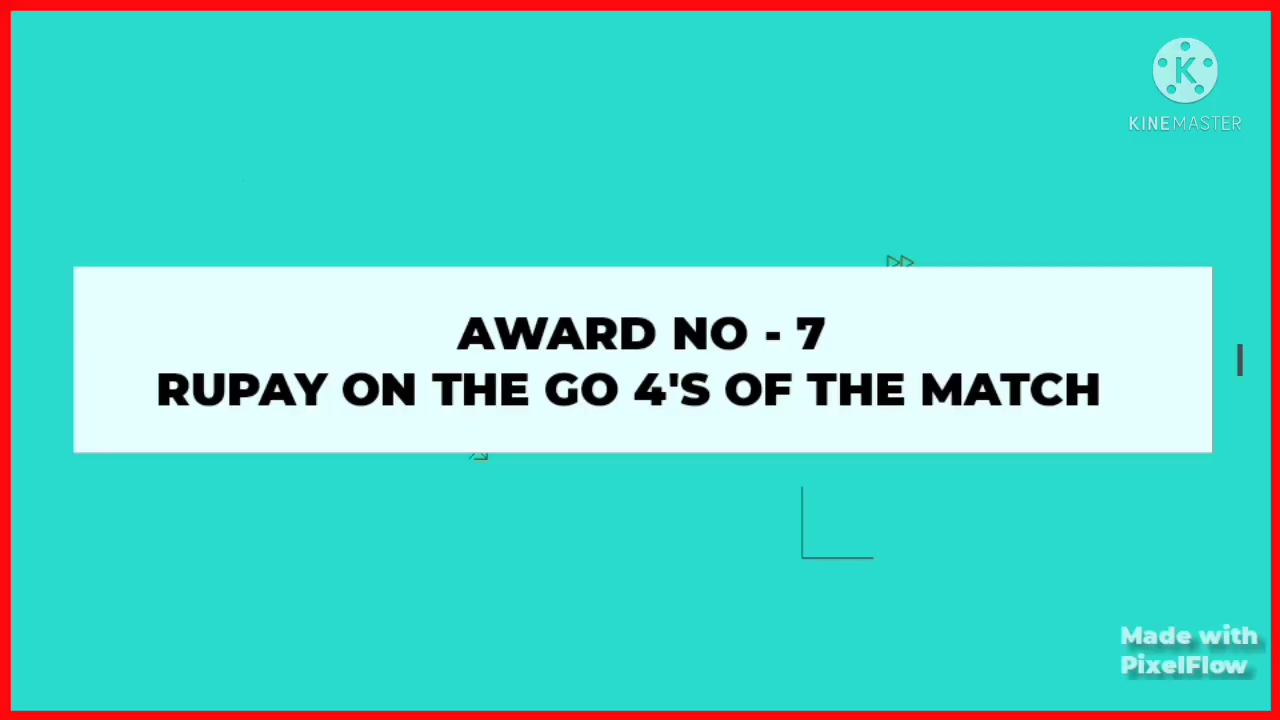 K
KINEMASTER
AWARD NO - 7
RUPAY ON THE GO 4'S OF THE MATCH
Made with
PixelFlow